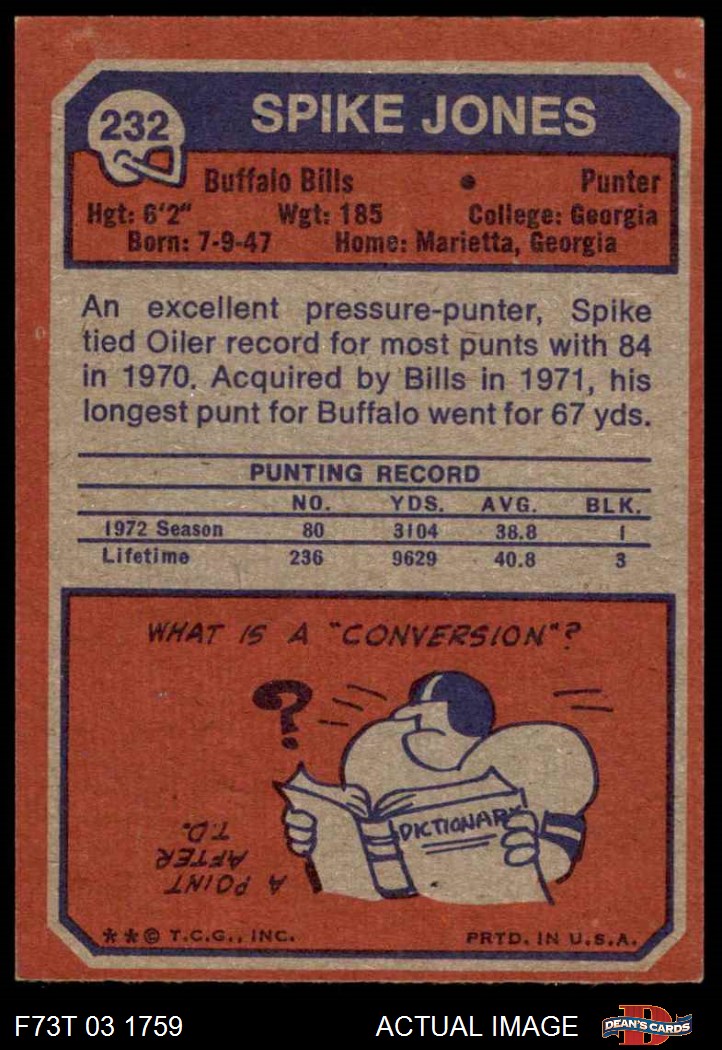 232
SPIKE JONES
Buffalo Bills • Punter
Hgt: 6'2" Wgt: 185 College: Georgia
Born: 7-9-47 Home: Marietta, Georgia
An excellent pressure-punter, Spike
tied Oiler record for most punts with 84
in 1970. Acquired by Bills in 1971, his
longest punt for Buffalo went for 67 yds.
PUNTING RECORD
NO. YDS. AVG. BLK.
1972 Season 80 3104 38.8 1
Lifetime 236 9629 40.8 3
WHAT IS A "CONVERSION"?
?
DICTIONARY
A POINT
AFTER
T.D.
**© T.C.G., INC. PRTD. IN U.S.A.
F73T 03 1759 ACTUAL IMAGE D DEAN'S CARDS